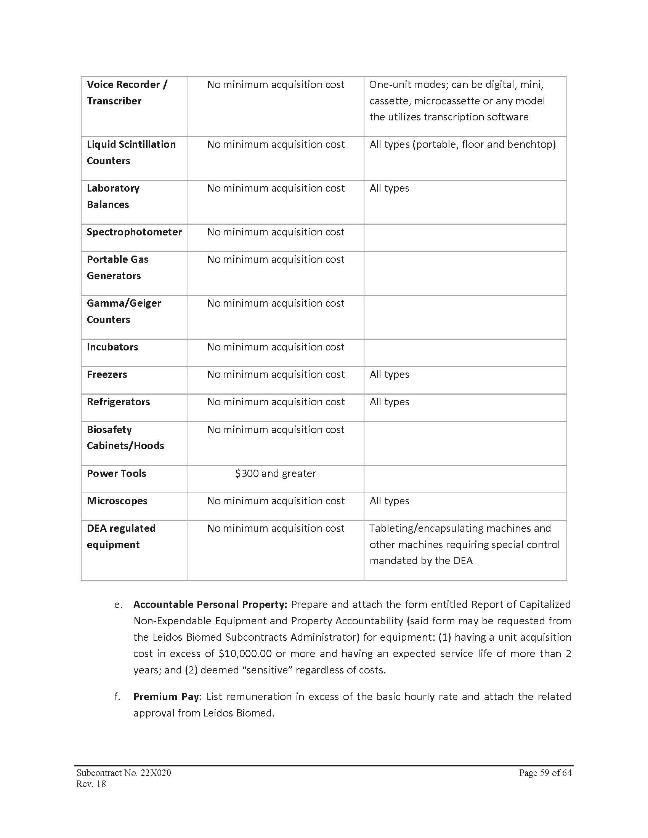 Voice Recorder / No minimum acquisition cost One-unit modes; can be digital, mini,
Transcriber cassette, microcassette or any model
the utilizes transcription software
Liquid Scintillation No minimum acquisition cost All types (portable, floor and benchtop)
Counters
Laboratory No minimum acquisition cost All types
Balances
Spectrophotometer No minimum acquisition cost
Portable Gas No minimum acquisition cost
Generators
Gamma/Geiger No minimum acquisition cost
Counters
Incubators No minimum acquisition cost
Freezers No minimum acquisition cost All types
Refrigerators No minimum acquisition cost All types
Biosafety No minimum acquisition cost
Cabinets/Hoods
Power Tools $300 and greater
Microscopes No minimum acquisition cost All types
DEA regulated No minimum acquisition cost Tableting/encapsulating machines and
equipment other machines requiring special control
mandated by the DEA
e. Accountable Personal Property: Prepare and attach the form entitled Report of Capitalized
Non-Expendable Equipment and Property Accountability (said form may be requested from
the Leidos Biomed Subcontracts Administrator) for equipment: (1) having a unit acquisition
cost in excess of $10,000.00 or more and having an expected service life of more than 2
years; and (2) deemed “sensitive” regardless of costs.
f. Premium Pay: List remuneration in excess of the basic hourly rate and attach the related
approval from Leidos Biomed.
Subcontract No. 22X020 Page 59 of 64
Rev. 18